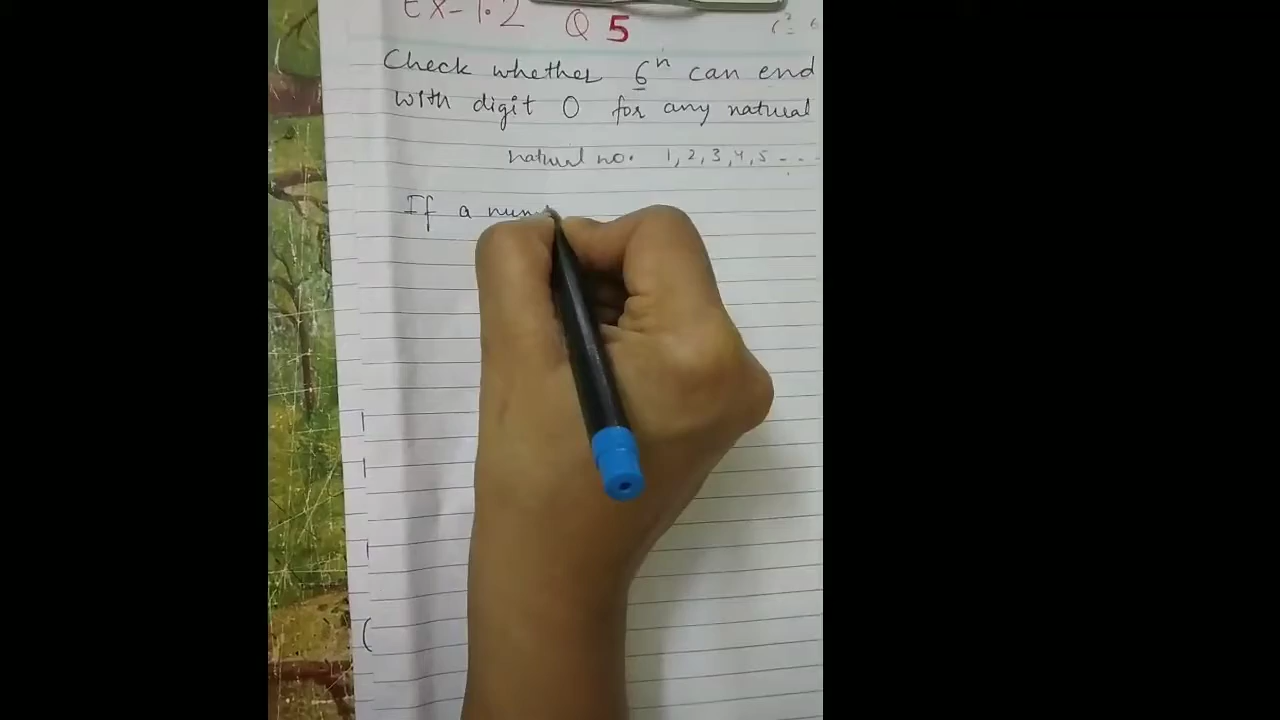 Ex-1.2 Q 5
Check whether 6ⁿ can end
with digit 0 for any natural
natural no. 1, 2, 3, 4, 5 - - -
If a num